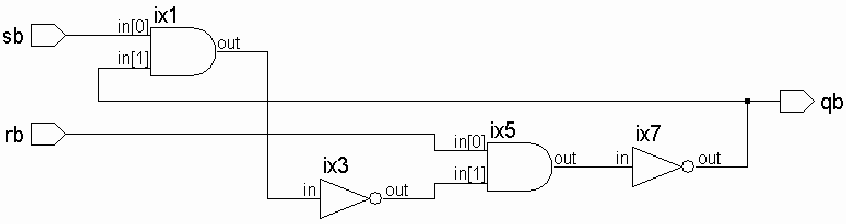 ix1
sb
in[0]
out
in[1]
qb
rb
ix5
ix7
in[0]
out
in
out
ix3
in[1]
in
out